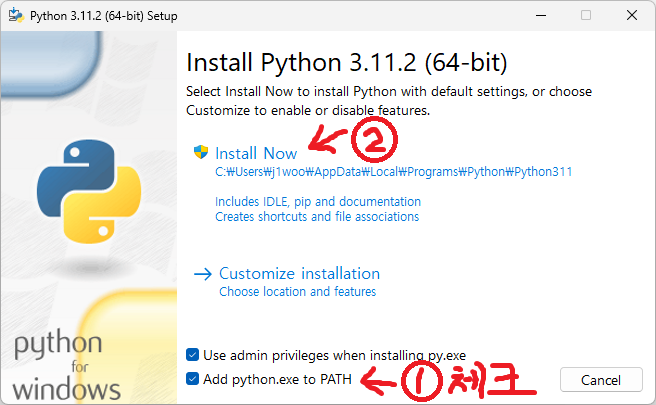 Python 3.11.2 (64-bit) Setup
Install Python 3.11.2 (64-bit)
Select Install Now to install Python with default settings, or choose
Customize to enable or disable features.
② 
Install Now
C:₩Users₩j1woo₩AppData₩Local₩Programs₩Python₩Python311
Includes IDLE, pip and documentation
Creates shortcuts and file associations
→ Customize installation
Choose location and features
Use admin privileges when installing py.exe
Add python.exe to PATH ← ① 체크
Cancel
python
for
windows